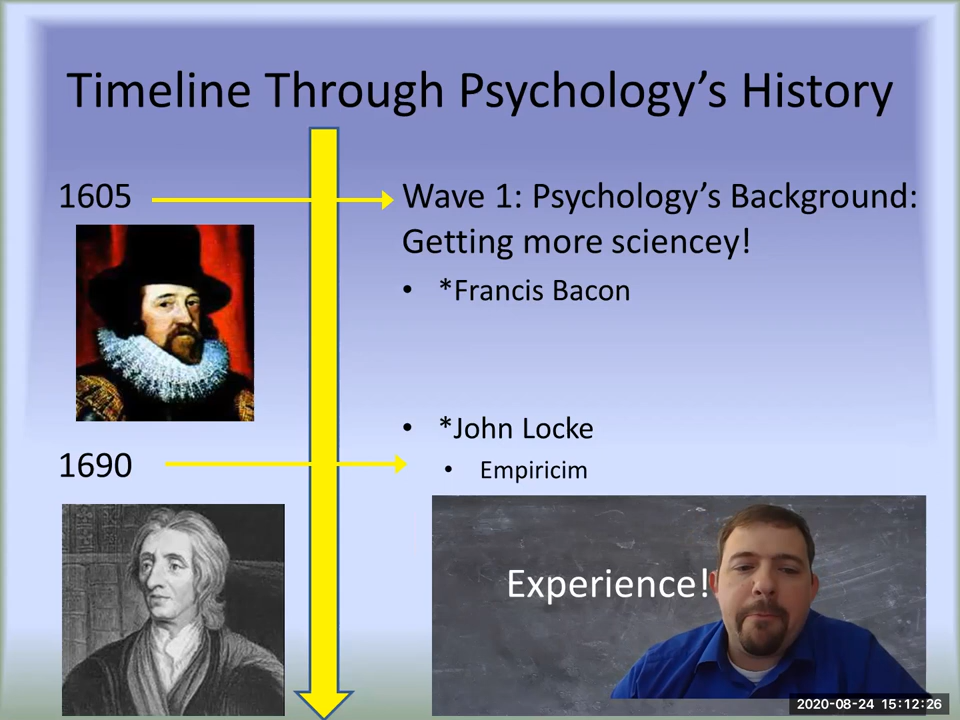 Timeline Through Psychology's History
1605
Wave 1: Psychology's Background:
Getting more sciencey!
• *Francis Bacon
• *John Locke
1690
• Empiricim
Experience!
2020-08-24 15:12:26